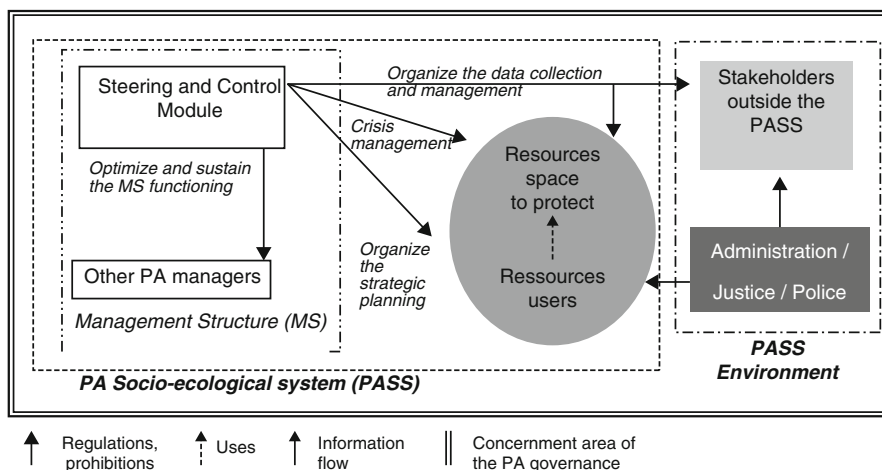 Steering and Control
Module
Organize the data collection
and management
Stakeholders
outside the
PASS
Crisis
management
Optimize and sustain
the MS functioning
Resources
space
to protect
Organize
the
strategic
planning
Ressources
users
Other PA managers
Management Structure (MS)
Administration /
Justice / Police
PA Socio-ecological system (PASS)
PASS
Environment
Regulations,
prohibitions
Uses
Information
flow
Concernment area of
the PA governance